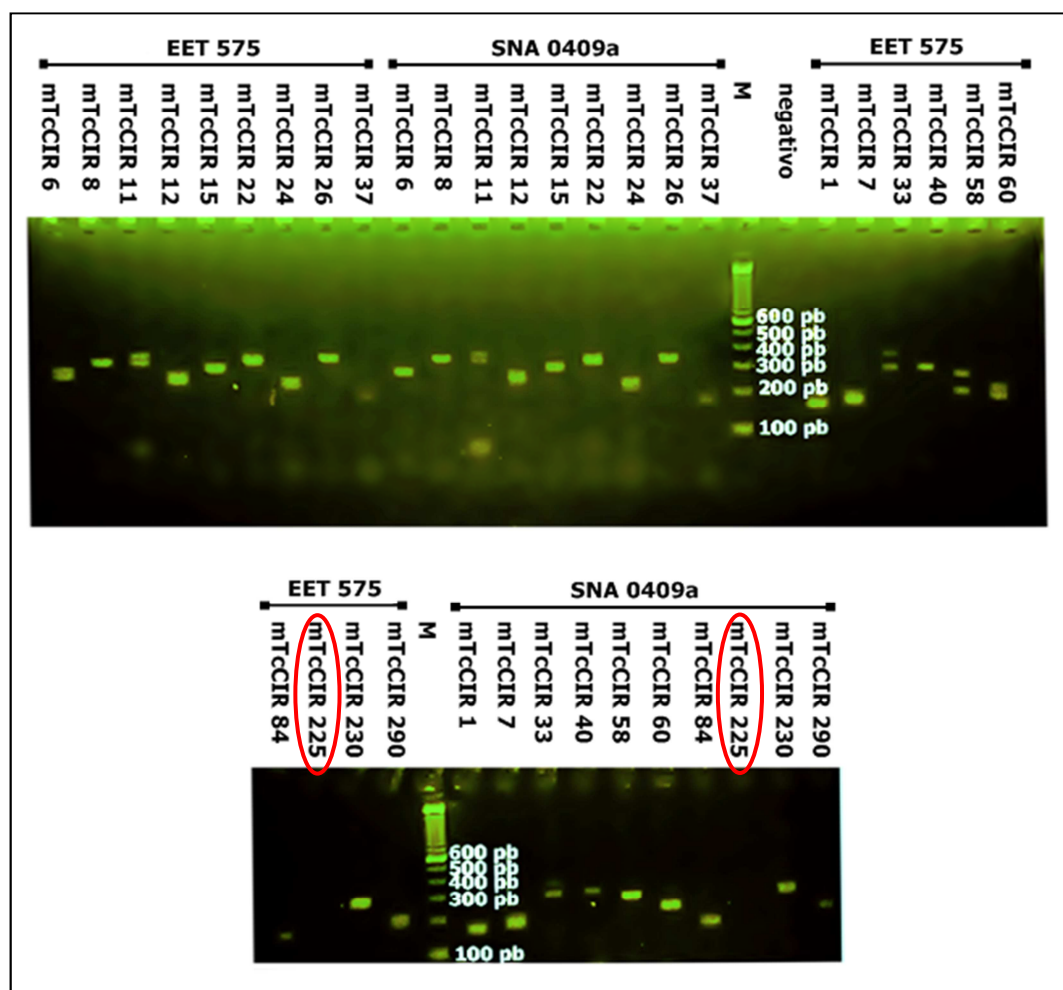 EET 575 SNA 0409a EET 575
mTcCIR 6
mTcCIR 8
mTcCIR 11
mTcCIR 12
mTcCIR 15
mTcCIR 22
mTcCIR 24
mTcCIR 26
mTcCIR 37
mTcCIR 6
mTcCIR 8
mTcCIR 11
mTcCIR 12
mTcCIR 15
mTcCIR 22
mTcCIR 24
mTcCIR 26
mTcCIR 37
M
negativo
mTcCIR 1
mTcCIR 7
mTcCIR 33
mTcCIR 40
mTcCIR 58
mTcCIR 60
600 pb
500 pb
400 pb
300 pb
200 pb
100 pb
EET 575 SNA 0409a
mTcCIR 84
mTcCIR 225
mTcCIR 230
mTcCIR 290
M
mTcCIR 1
mTcCIR 7
mTcCIR 33
mTcCIR 40
mTcCIR 58
mTcCIR 60
mTcCIR 84
mTcCIR 225
mTcCIR 230
mTcCIR 290
600 pb
500 pb
400 pb
300 pb
100 pb